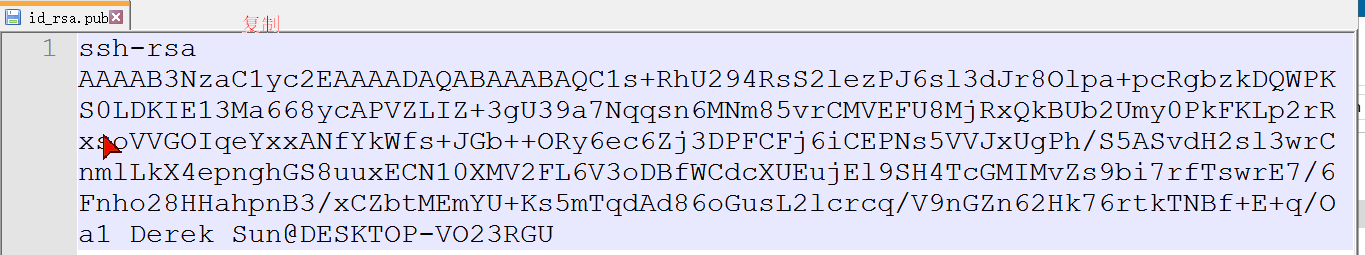 id_rsa.pub
复制
1
ssh-rsa
AAAAB3NzaC1yc2EAAAADAQABAAABAQC1s+RhU294RsS2lezPJ6sl3dJr8Olpa+pcRgbzkDQWPK
S0LDKIE13Ma668ycAPVZLIZ+3gU39a7Nqqsn6MNm85vrCMVEFU8MjRxQkBUb2Umy0PkFKLp2rR
xsoVVGOIqeYxxANfYkWfs+JGb++ORy6ec6Zj3DPFCFj6iCEPNs5VVJxUgPh/S5ASvdH2sl3wrC
nmlLkX4epnghGS8uuxECN10XMV2FL6V3oDBfWCdcXUEujEl9SH4TcGMIMvZs9bi7rfTswrE7/6
Fnho28HHahpnB3/xCZbtMEmYU+Ks5mTqdAd86oGusL2lcrcq/V9nGZn62Hk76rtkTNBf+E+q/O
a1 Derek Sun@DESKTOP-VO23RGU